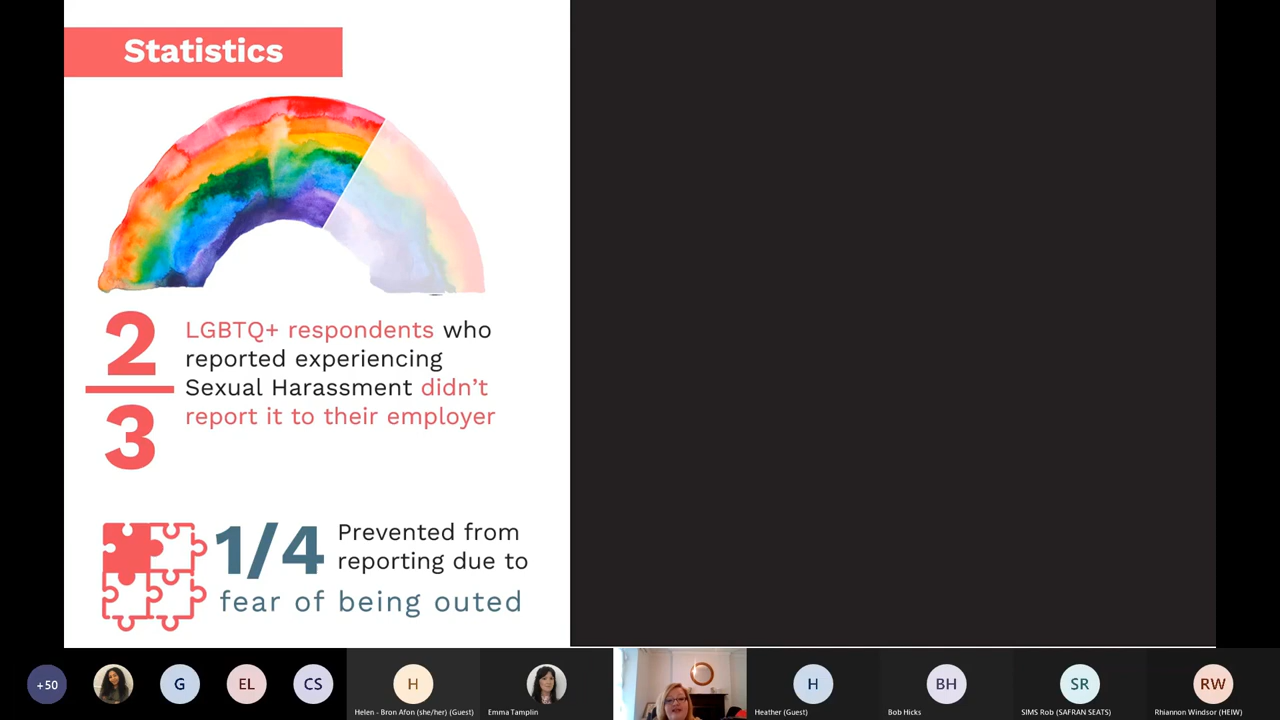 Statistics
2
3
LGBTQ+ respondents who
reported experiencing
Sexual Harassment didn't
report it to their employer
1/4
Prevented from
reporting due to
fear of being outed
+50
G
EL
CS
H
Helen - Bron Afon (she/her) (Guest)
Emma Tamplin
H
Heather (Guest)
BH
Bob Hicks
SR
SIMS Rob (SAFRAN SEATS)
RW
Rhiannon Windsor (HEIW)